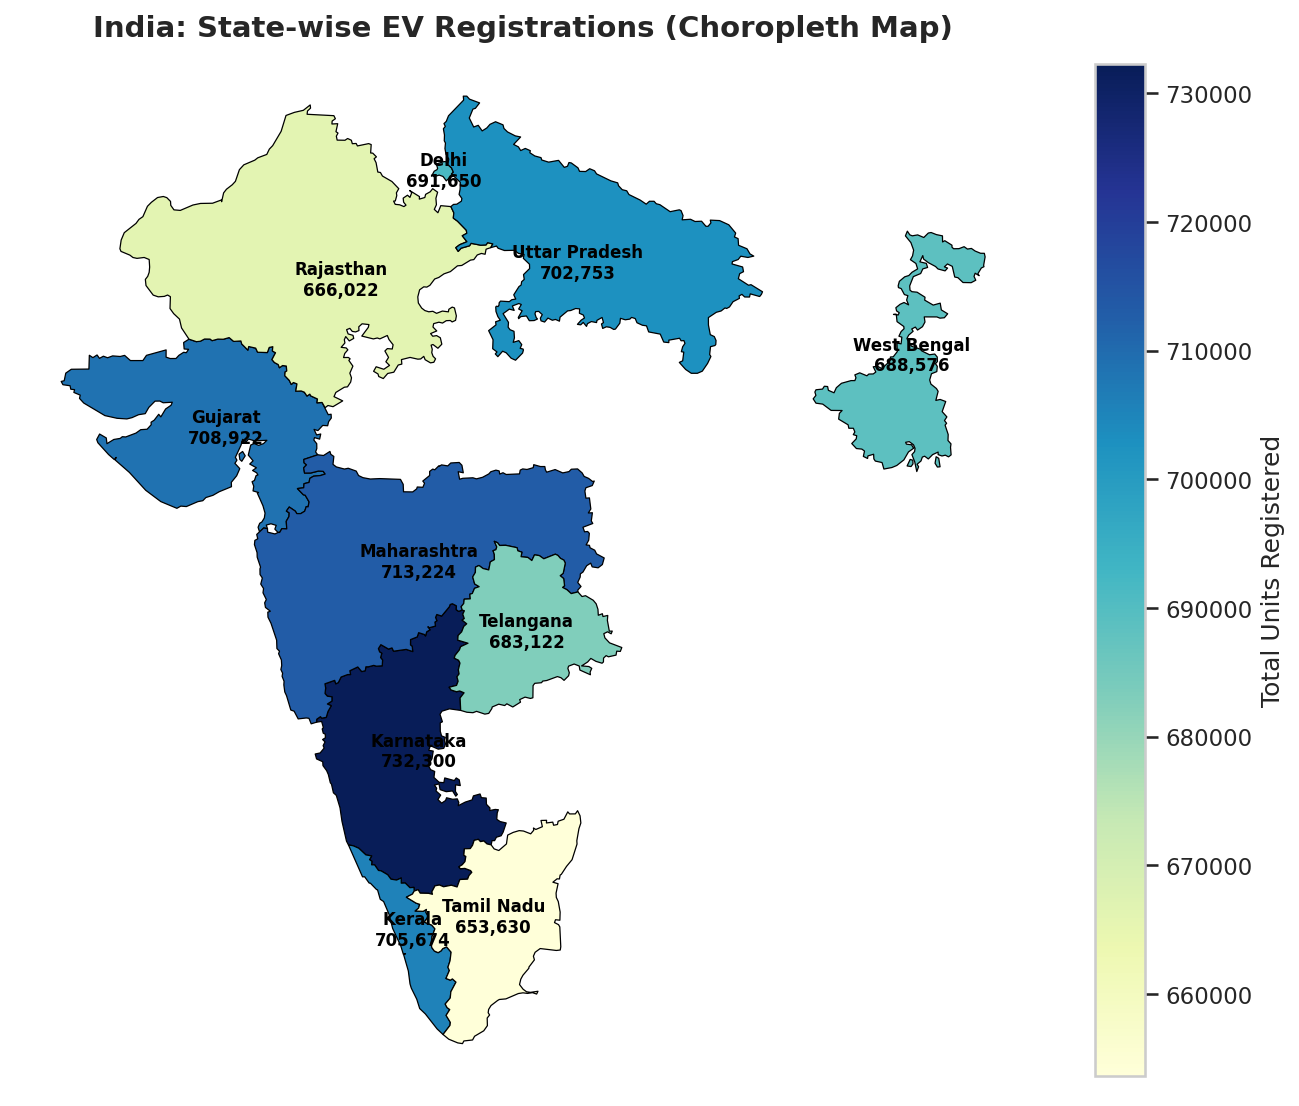 India: State-wise EV Registrations (Choropleth Map)
Delhi
691,650
Uttar Pradesh
702,753
Rajasthan
666,022
West Bengal
688,576
Gujarat
708,922
Maharashtra
713,224
Telangana
683,122
Karnataka
732,300
Tamil Nadu
653,630
Kerala
705,674
730000
720000
710000
700000
690000
680000
670000
660000
Total Units Registered